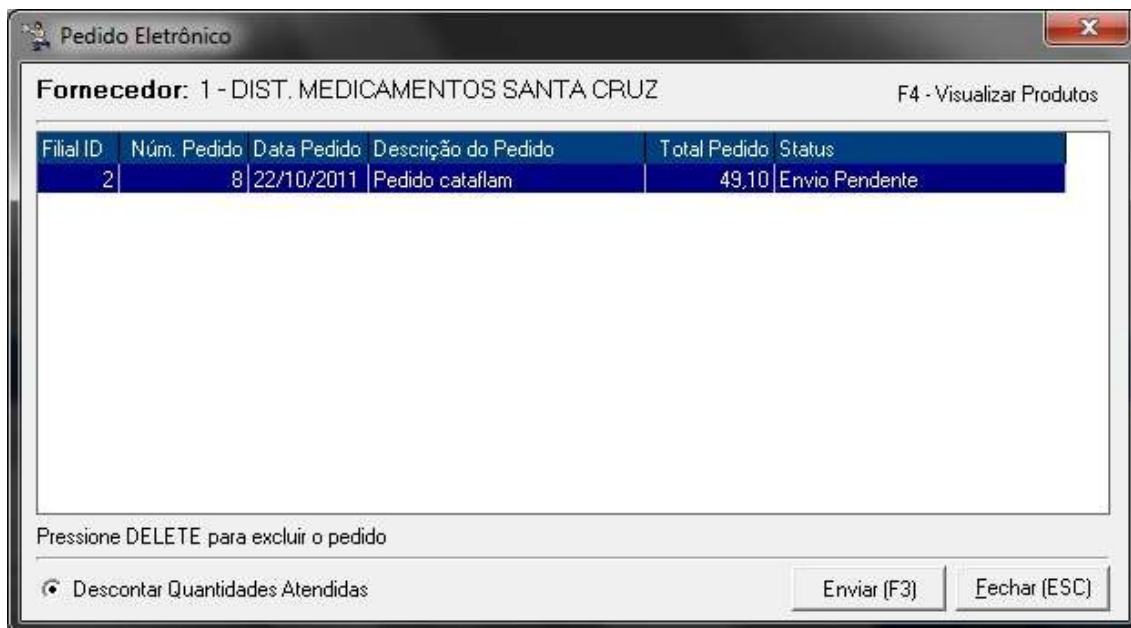 Pedido Eletrônico
Fornecedor: 1 - DIST. MEDICAMENTOS SANTA CRUZ F4 - Visualizar Produtos
Filial ID Núm. Pedido Data Pedido Descrição do Pedido Total Pedido Status
2 8 22/10/2011 Pedido cataflam 49,10 Envio Pendente
Pressione DELETE para excluir o pedido
Descontar Quantidades Atendidas Enviar (F3) Fechar (ESC)